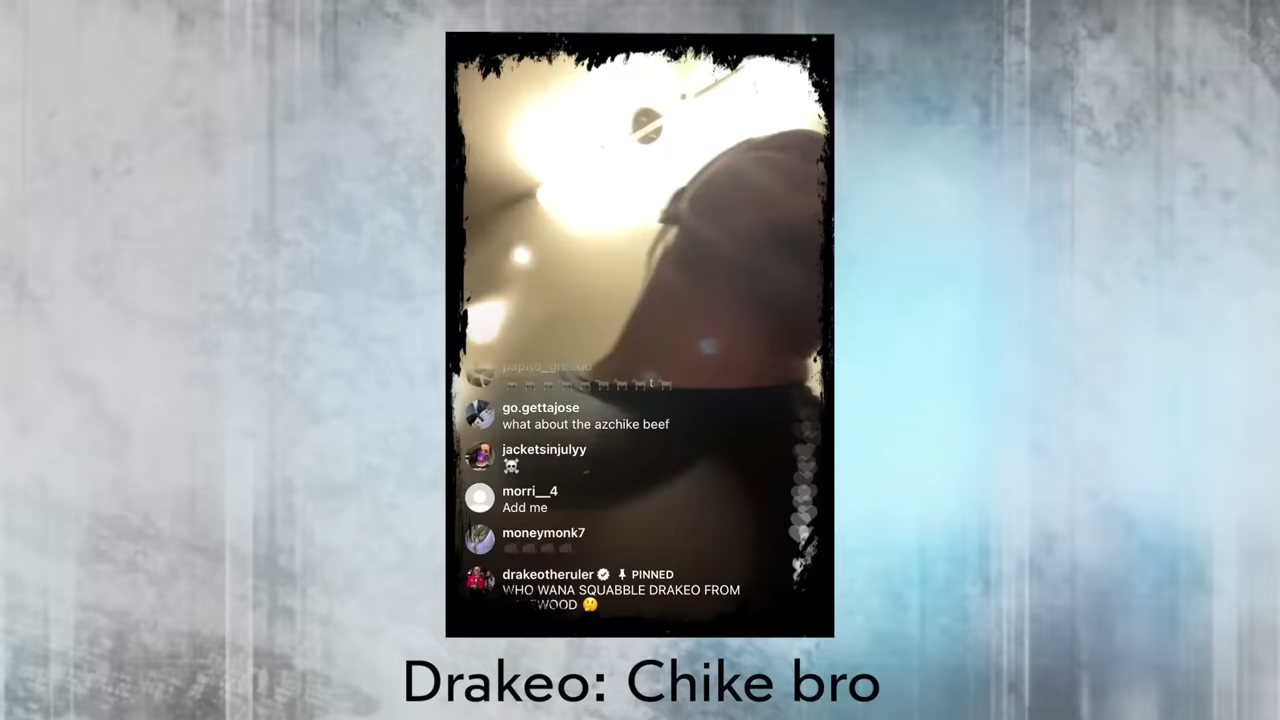 papito_gresdo
t
go.gettajose
what about the azchike beef
jacketsinjulyy
morri__4
Add me
moneymonk7
drakeotheruler PINNED
WHO WANA SQUABBLE DRAKEO FROM
Drakeo: Chike bro